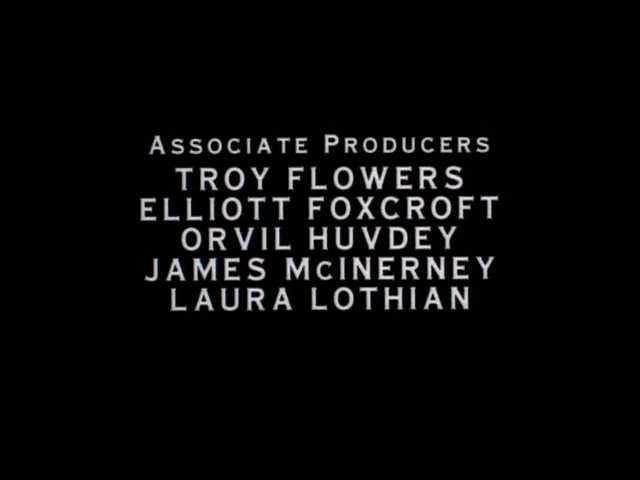 ASSOCIATE PRODUCERS
TROY FLOWERS
ELLIOTT FOXCROFT
ORVIL HUVDEY
JAMES McINERNEY
LAURA LOTHIAN